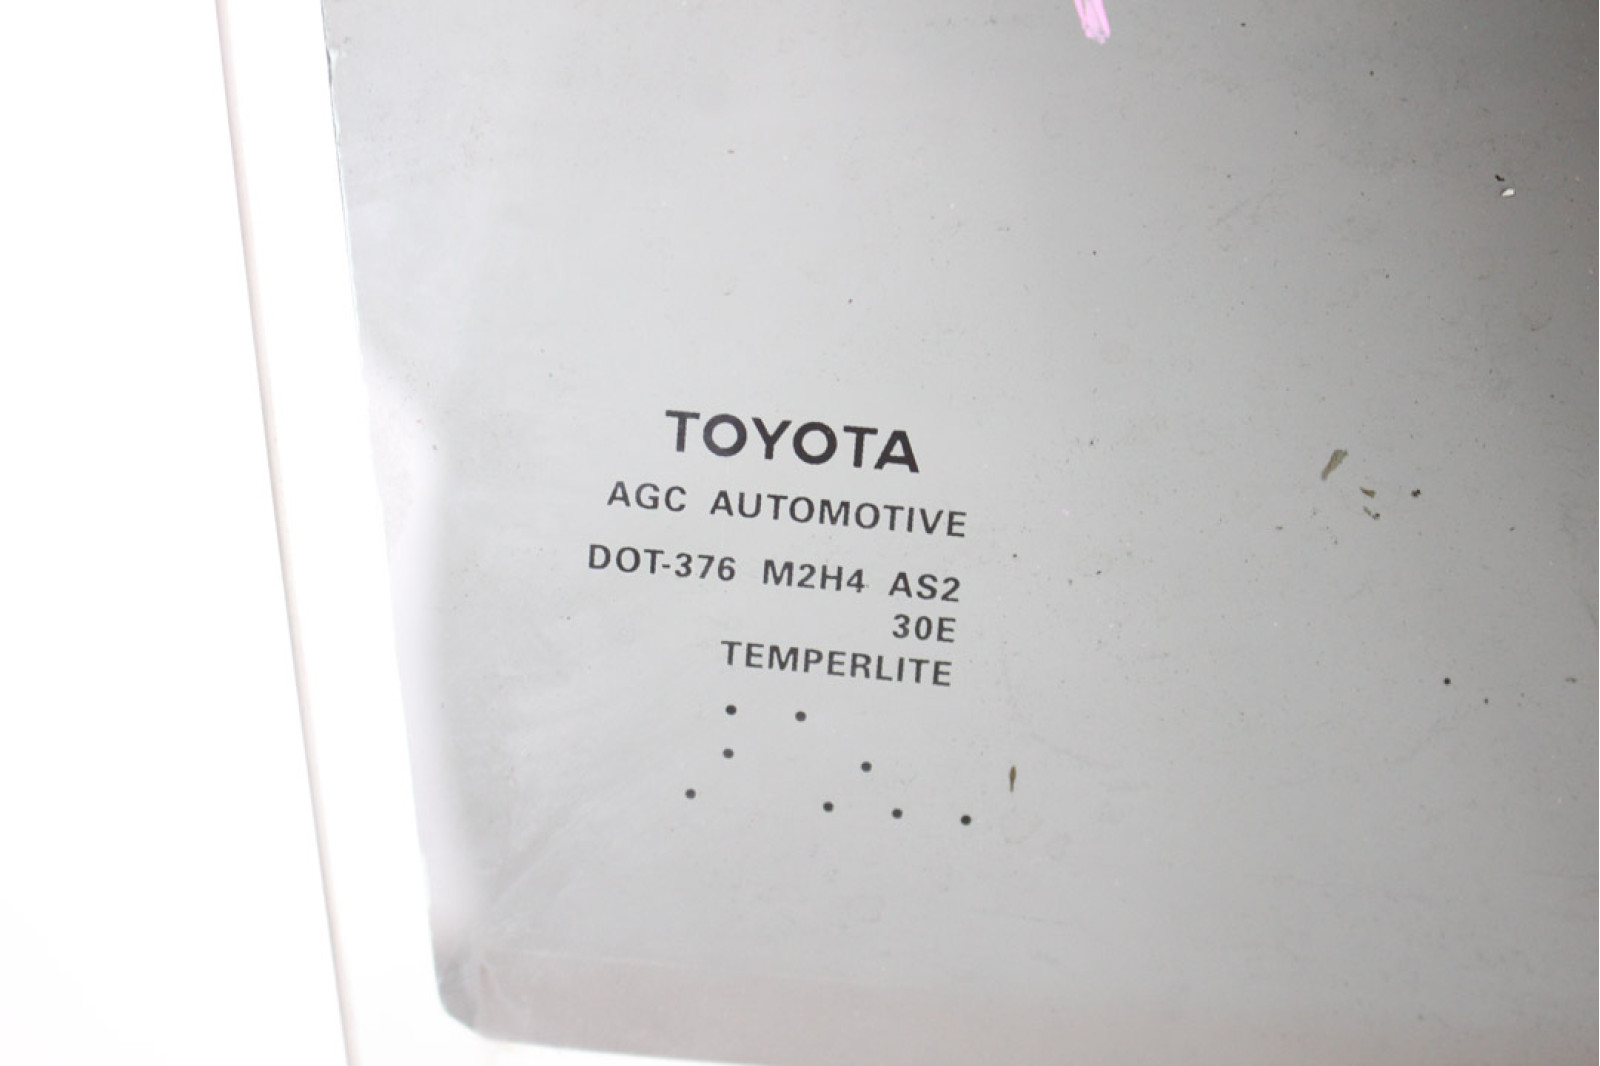 TOYOTA
AGC AUTOMOTIVE
DOT-376 M2H4 AS2
30E
TEMPERLITE